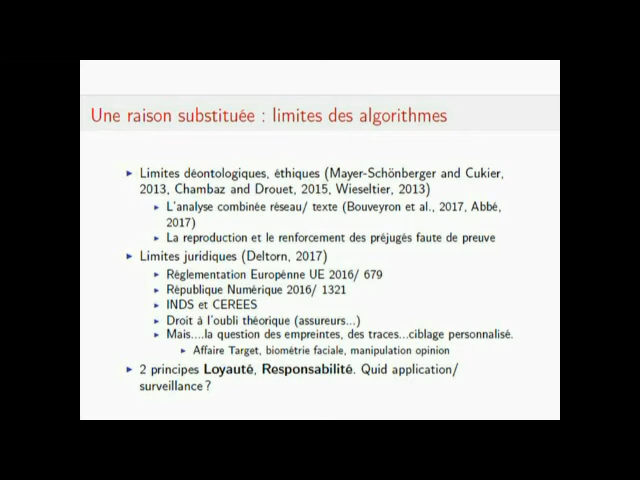 Une raison substituée : limites des algorithmes
Limites déontologiques, éthiques (Mayer-Schönberger and Cukier,
2013, Chambaz and Drouet, 2015, Wieseltier, 2013)
L'analyse combinée réseau/ texte (Bouveyron et al., 2017, Abbé,
2017)
La reproduction et le renforcement des préjugés faute de preuve
Limites juridiques (Deltorn, 2017)
Règlementation Europénne UE 2016/ 679
République Numérique 2016/ 1321
INDS et CEREES
Droit à l'oubli théorique (assureurs...)
Mais....la question des empreintes, des traces...ciblage personnalisé.
Affaire Target, biométrie faciale, manipulation opinion
2 principes Loyauté, Responsabilité. Quid application/
surveillance ?